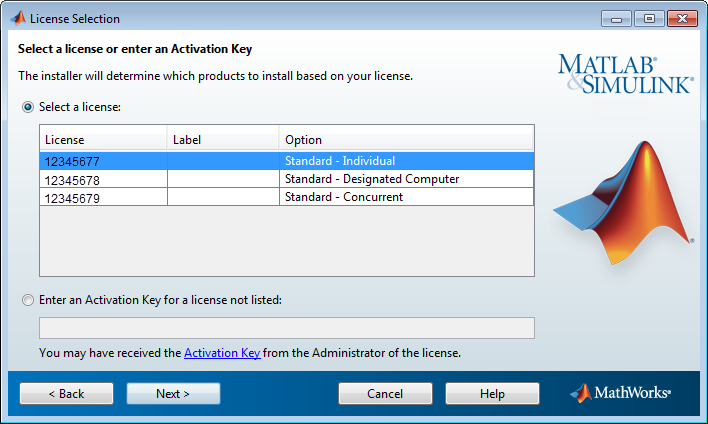 License Selection
Select a license or enter an Activation Key
The installer will determine which products to install based on your license.
MATLAB®
&SIMULINK®
Select a license:
License Label Option
12345677 Standard - Individual
12345678 Standard - Designated Computer
12345679 Standard - Concurrent
®
Enter an Activation Key for a license not listed:
You may have received the Activation Key from the Administrator of the license.
< Back Next > Cancel Help MathWorks®